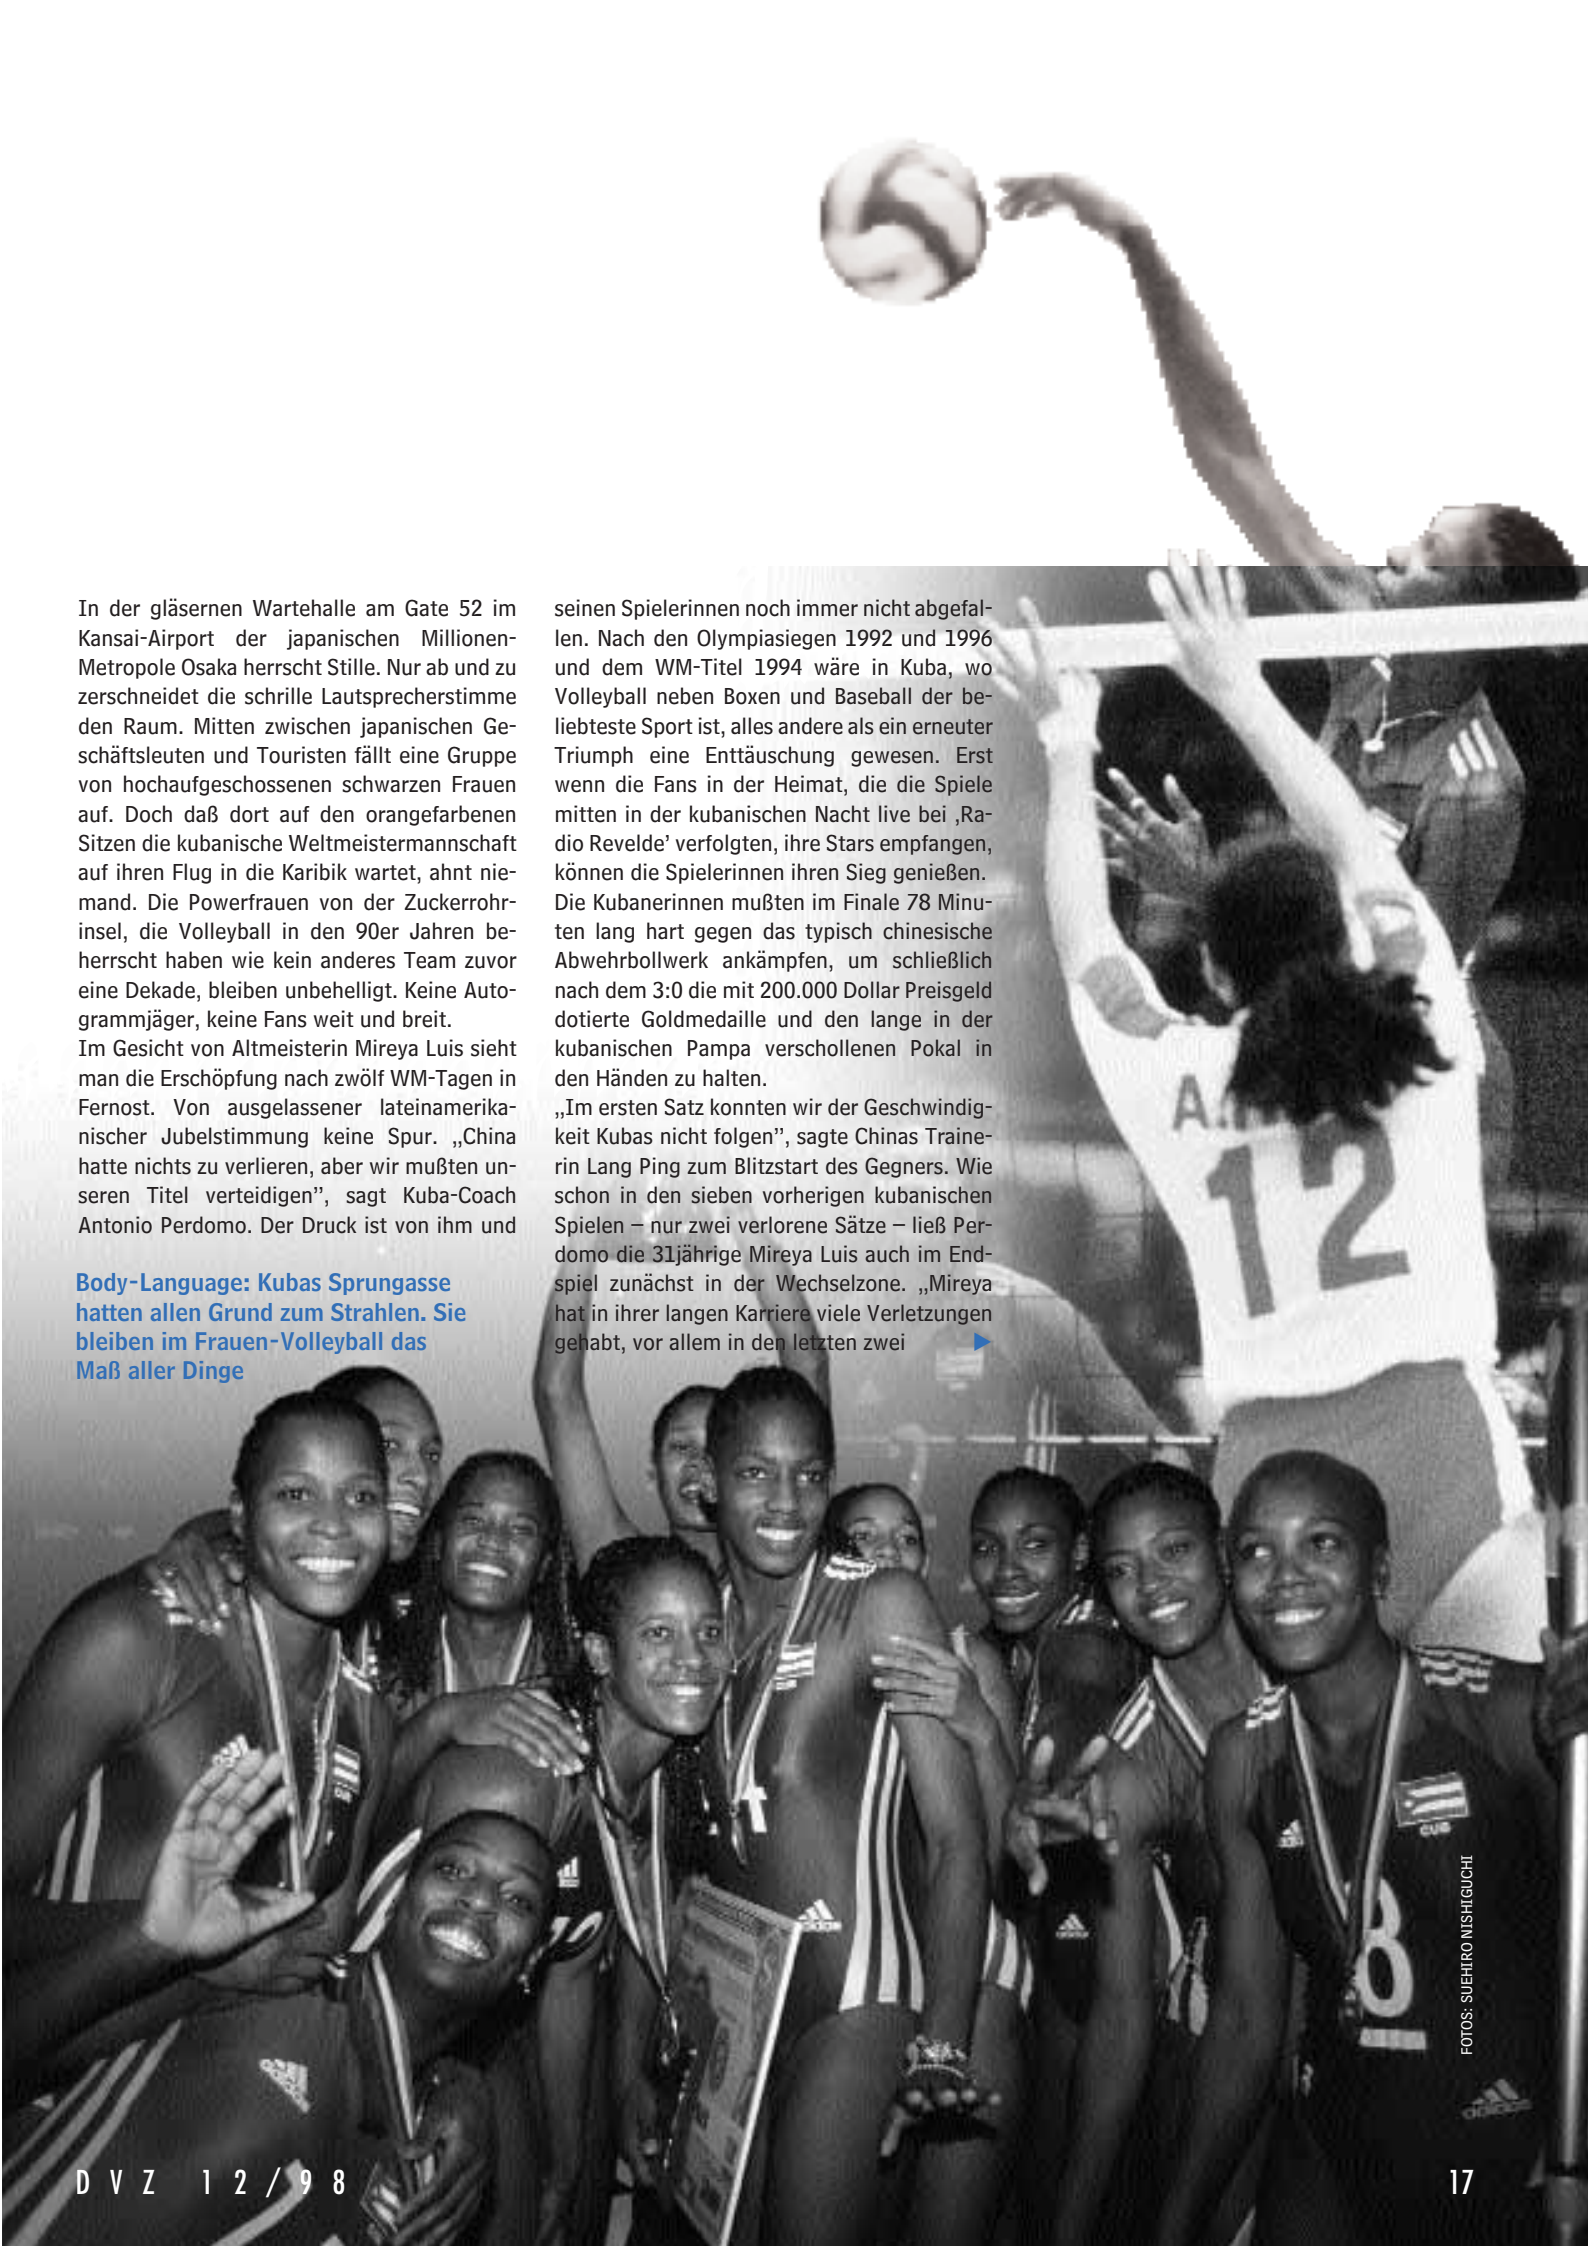 In der gläsernen Wartehalle am Gate 52 im
Kansai-Airport der japanischen Millionen-
Metropole Osaka herrscht Stille. Nur ab und zu
zerschneidet die schrille Lautsprecherstimme
den Raum. Mitten zwischen japanischen Ge-
schäftsleuten und Touristen fällt eine Gruppe
von hochaufgeschossenen schwarzen Frauen
auf. Doch daß dort auf den orangefarbenen
Sitzen die kubanische Weltmeistermannschaft
auf ihren Flug in die Karibik wartet, ahnt nie-
mand. Die Powerfrauen von der Zuckerrohr-
insel, die Volleyball in den 90er Jahren be-
herrscht haben wie kein anderes Team zuvor
eine Dekade, bleiben unbehelligt. Keine Auto-
grammjäger, keine Fans weit und breit.
Im Gesicht von Altmeisterin Mireya Luis sieht
man die Erschöpfung nach zwölf WM-Tagen in
Fernost. Von ausgelassener lateinamerika-
nischer Jubelstimmung keine Spur. „China
hatte nichts zu verlieren, aber wir mußten un-
seren Titel verteidigen”, sagt Kuba-Coach
Antonio Perdomo. Der Druck ist von ihm und
seinen Spielerinnen noch immer nicht abgefal-
len. Nach den Olympiasiegen 1992 und 1996
und dem WM-Titel 1994 wäre in Kuba, wo
Volleyball neben Boxen und Baseball der be-
liebteste Sport ist, alles andere als ein erneuter
Triumph eine Enttäuschung gewesen. Erst
wenn die Fans in der Heimat, die die Spiele
mitten in der kubanischen Nacht live bei ‚Ra-
dio Revelde’ verfolgten, ihre Stars empfangen,
können die Spielerinnen ihren Sieg genießen.
Die Kubanerinnen mußten im Finale 78 Minu-
ten lang hart gegen das typisch chinesische
Abwehrbollwerk ankämpfen, um schließlich
nach dem 3:0 die mit 200.000 Dollar Preisgeld
dotierte Goldmedaille und den lange in der
kubanischen Pampa verschollenen Pokal in
den Händen zu halten.
„Im ersten Satz konnten wir der Geschwindig-
keit Kubas nicht folgen”, sagte Chinas Traine-
rin Lang Ping zum Blitzstart des Gegners. Wie
schon in den sieben vorherigen kubanischen
Spielen – nur zwei verlorene Sätze – ließ Per-
domo die 31jährige Mireya Luis auch im End-
spiel zunächst in der Wechselzone. „Mireya
hat in ihrer langen Karriere viele Verletzungen
gehabt, vor allem in den letzten zwei
Body-Language: Kubas Sprungasse
hatten allen Grund zum Strahlen. Sie
bleiben im Frauen-Volleyball das
Maß aller Dinge
A.
12
CUB
8
adidas
adidas
adidas
adidas
10
FOTOS: SUEHIRO NISHIGUCHI
DVZ 12/98
17